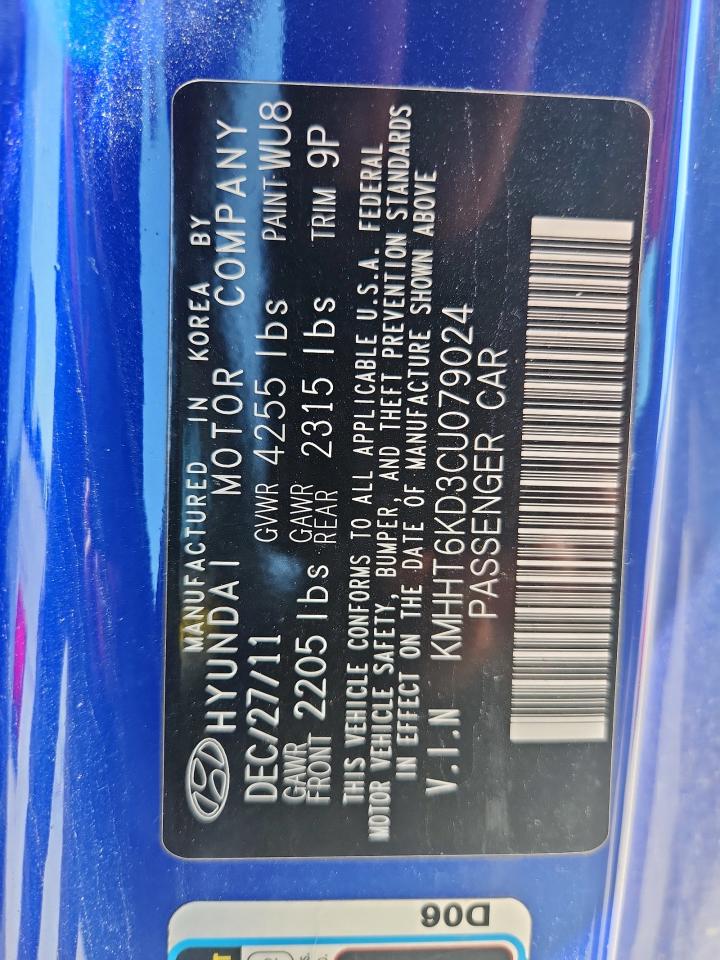 MANUFACTURED IN KOREA BY
HYUNDAI MOTOR COMPANY
DEC/27/11 GVWR 4255 lbs PAINT WU8
GAWR FRONT 2205 lbs GAWR REAR 2315 lbs TRIM 9P
THIS VEHICLE CONFORMS TO ALL APPLICABLE U.S.A. FEDERAL
MOTOR VEHICLE SAFETY, BUMPER, AND THEFT PREVENTION STANDARDS
IN EFFECT ON THE DATE OF MANUFACTURE SHOWN ABOVE
V.I.N KMHHT6KD3CU079024
PASSENGER CAR
D06